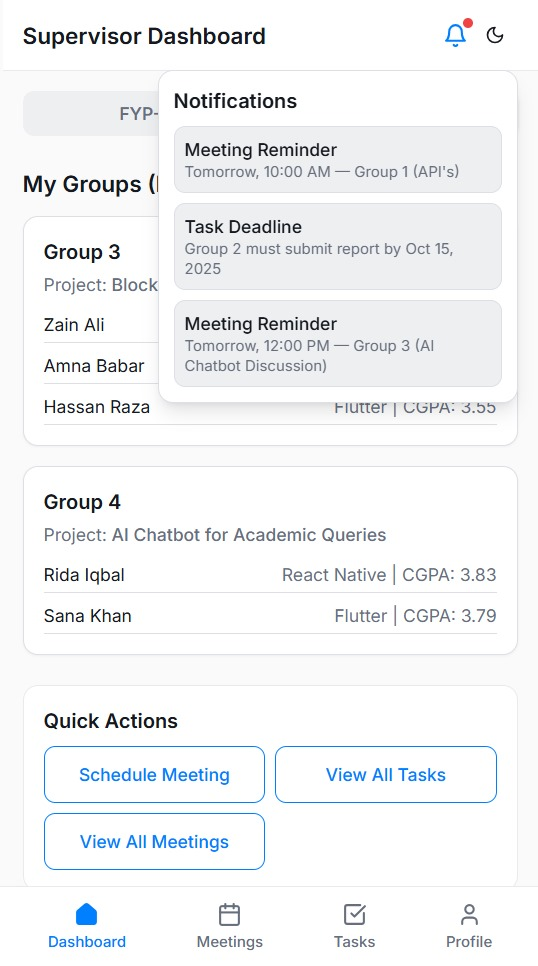 Supervisor Dashboard
Notifications
Meeting Reminder
Tomorrow, 10:00 AM — Group 1 (API's)
Task Deadline
Group 2 must submit report by Oct 15,
2025
Meeting Reminder
Tomorrow, 12:00 PM — Group 3 (AI
Chatbot Discussion)
FYP-
My Groups (
Group 3
Project: Block
Zain Ali
Amna Babar
Hassan Raza Flutter | CGPA: 3.55
Group 4
Project: AI Chatbot for Academic Queries
Rida Iqbal React Native | CGPA: 3.83
Sana Khan Flutter | CGPA: 3.79
Quick Actions
Schedule Meeting View All Tasks
View All Meetings
Dashboard Meetings Tasks Profile